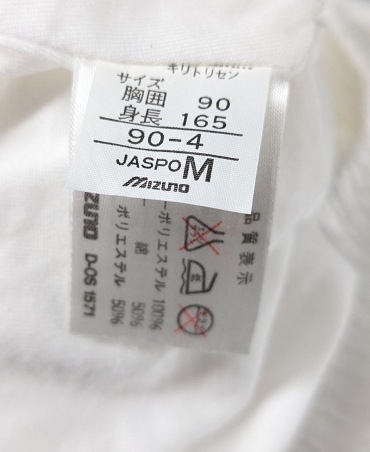 キリトリセン
サイズ
胸囲 90
身長 165
90-4
JASPO M
mizuno
品質表示
ポリエステル 100%
綿 50%
ポリエステル 50%
D-OS 1571